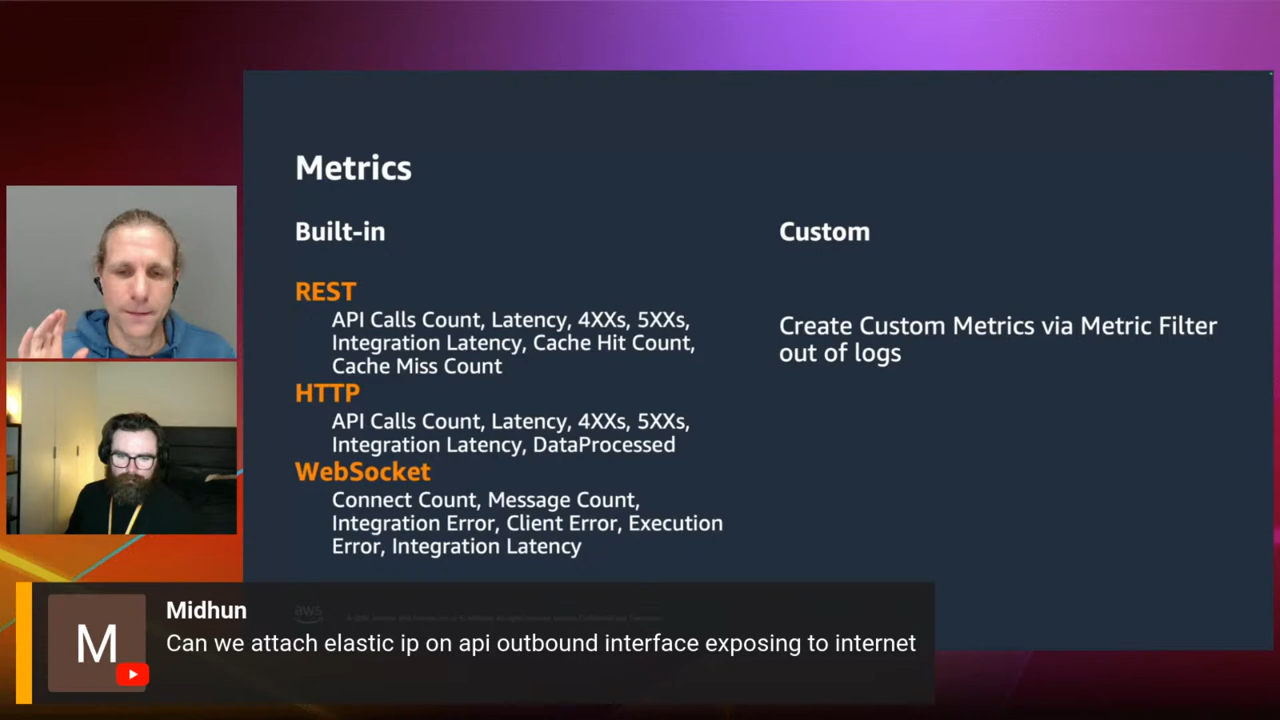 Metrics
Built-in
Custom
REST
API Calls Count, Latency, 4XXs, 5XXs,
Integration Latency, Cache Hit Count,
Cache Miss Count
Create Custom Metrics via Metric Filter
out of logs
HTTP
API Calls Count, Latency, 4XXs, 5XXs,
Integration Latency, DataProcessed
WebSocket
Connect Count, Message Count,
Integration Error, Client Error, Execution
Error, Integration Latency
aws
M
Midhun
Can we attach elastic ip on api outbound interface exposing to internet